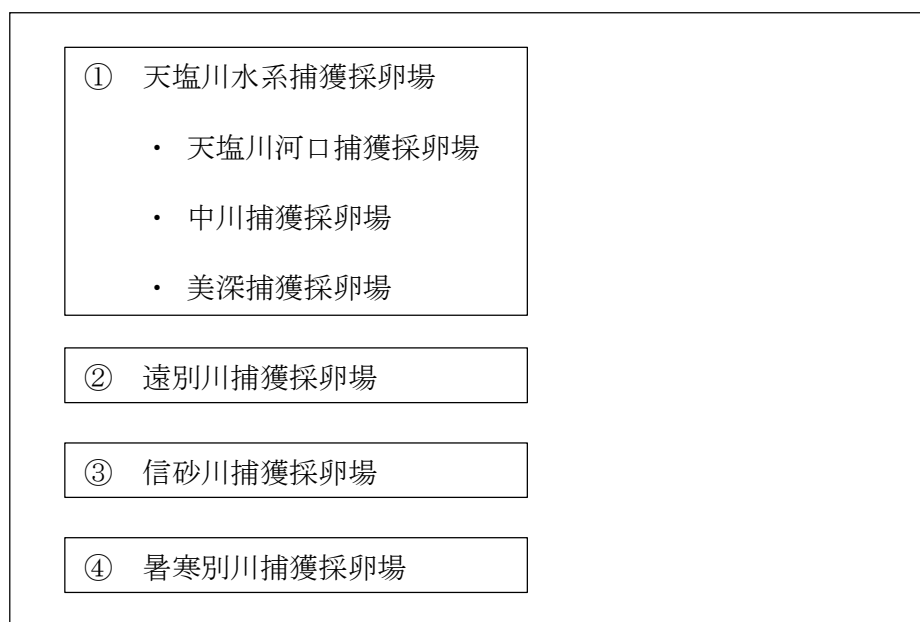 ① 天塩川水系捕獲採卵場
・ 天塩川河口捕獲採卵場
・ 中川捕獲採卵場
・ 美深捕獲採卵場
② 遠別川捕獲採卵場
③ 信砂川捕獲採卵場
④ 暑寒別川捕獲採卵場